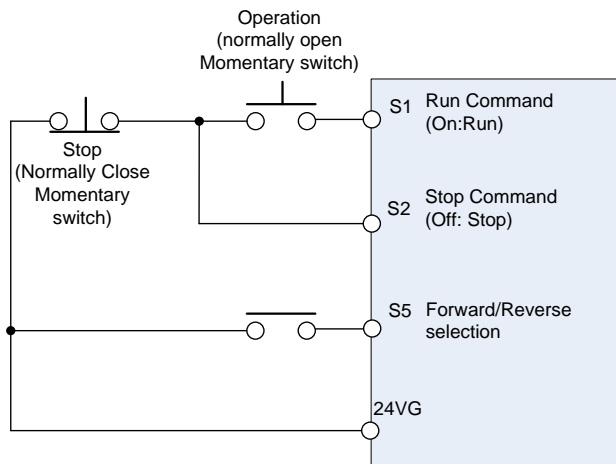 Operation
(normally open
Momentary switch)
S1 Run Command
(On:Run)
Stop
(Normally Close
Momentary
switch)
S2 Stop Command
(Off: Stop)
S5 Forward/Reverse
selection
24VG